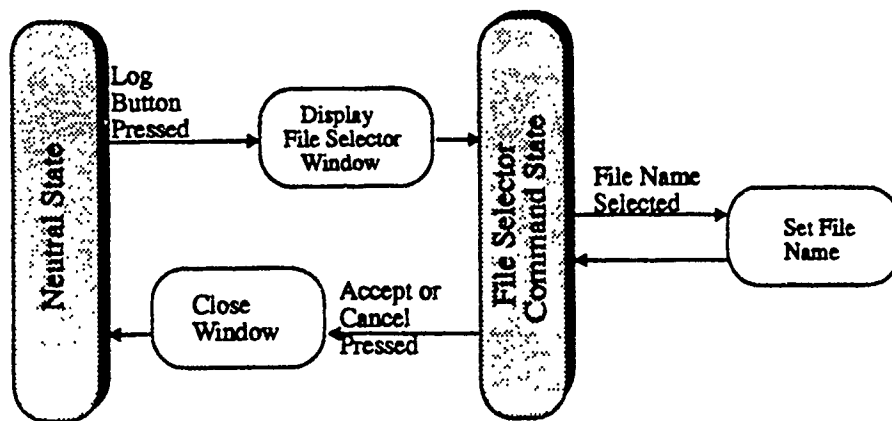 Neutral State
Log
Button
Pressed
Display
File Selector
Window
File Selector
Command State
File Name
Selected
Set File
Name
Close
Window
Accept or
Cancel
Pressed